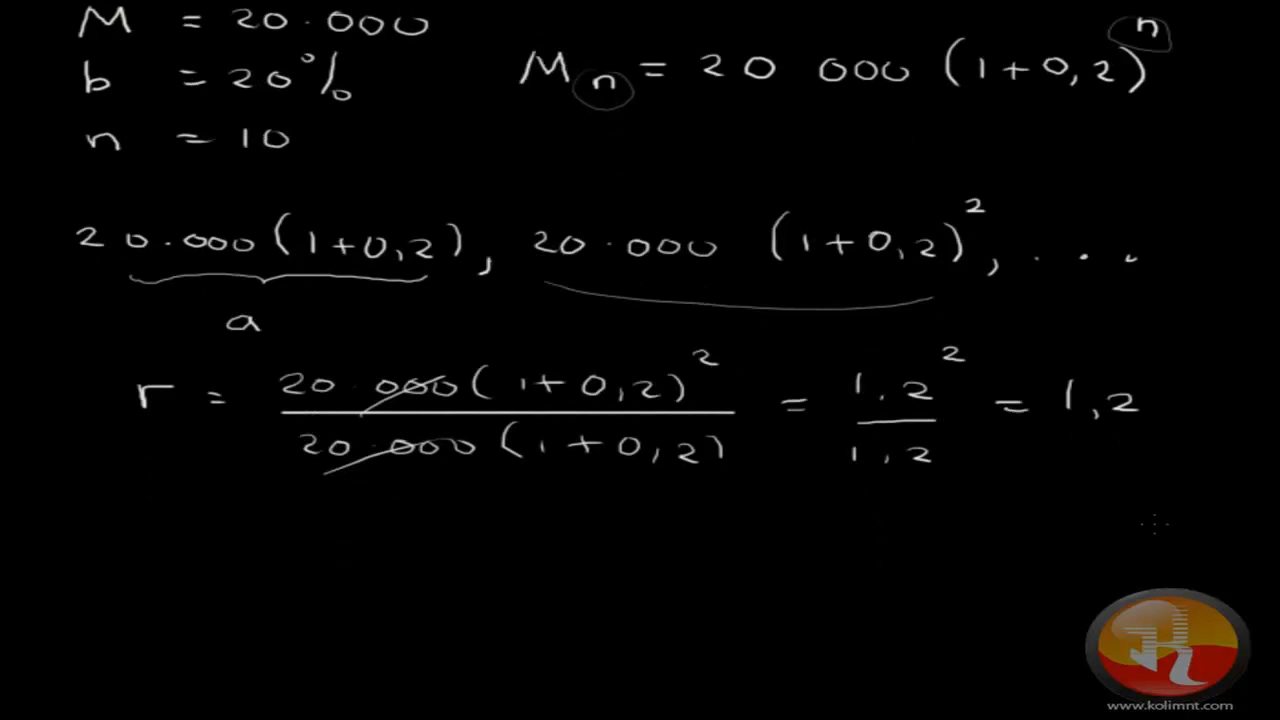 M = 20.000
b = 20%
n = 10
M_n = 20 000 (1+0,2)^n
20.000(1+0,2), 20.000 (1+0,2)^2, ...
a
r = 20.000(1+0,2)^2 / 20.000(1+0,2) = 1,2^2 / 1,2 = 1,2
www.kolimnt.com